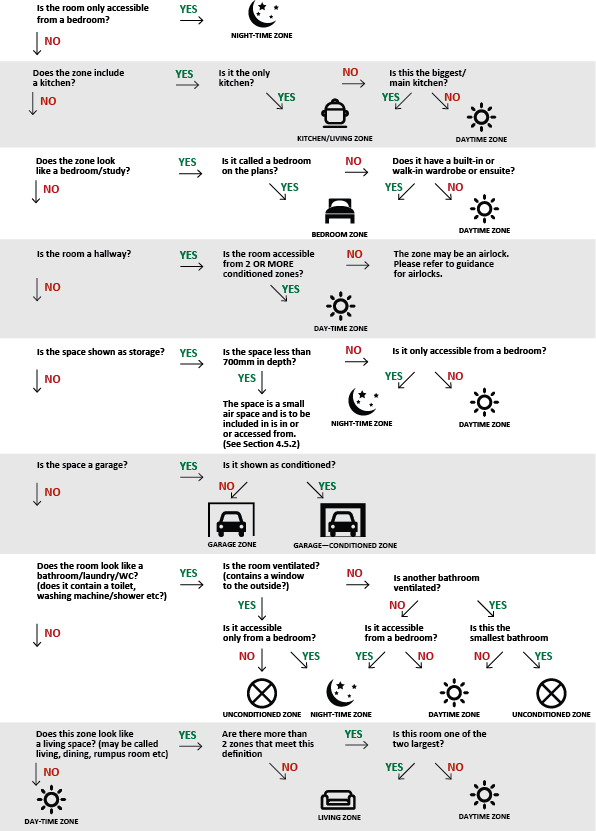 Is the room only accessible
from a bedroom?
YES
NO
NIGHT-TIME ZONE
Does the zone include
a kitchen?
YES
NO
Is it the only
kitchen?
NO
YES
KITCHEN/LIVING ZONE
Is this the biggest/
main kitchen?
YES
NO
DAYTIME ZONE
Does the zone look
like a bedroom/study?
YES
NO
Is it called a bedroom
on the plans?
NO
YES
BEDROOM ZONE
Does it have a built-in or
walk-in wardrobe or ensuite?
YES
NO
DAYTIME ZONE
Is the room a hallway?
YES
NO
Is the room accessible
from 2 OR MORE
conditioned zones?
NO
YES
DAY-TIME ZONE
The zone may be an airlock.
Please refer to guidance
for airlocks.
Is the space shown as storage?
YES
NO
Is the space less than
700mm in depth?
NO
YES
The space is a small
air space and is to be
included in is in or
or accessed from.
(See Section 4.5.2)
Is it only accessible from a bedroom?
YES
NO
NIGHT-TIME ZONE
DAYTIME ZONE
Is the space a garage?
YES
NO
Is it shown as conditioned?
NO
YES
GARAGE ZONE
GARAGE—CONDITIONED ZONE
Does the room look like a
bathroom/laundry/WC?
(does it contain a toilet,
washing machine/shower etc?)
YES
NO
Is the room ventilated?
(contains a window
to the outside?)
NO
YES
Is another bathroom
ventilated?
NO
YES
Is it accessible
only from a bedroom?
NO
YES
Is it accessible
from a bedroom?
YES
NO
Is this the
smallest bathroom
NO
YES
UNCONDITIONED ZONE
NIGHT-TIME ZONE
DAYTIME ZONE
UNCONDITIONED ZONE
Does this zone look like
a living space? (may be called
living, dining, rumpus room etc)
YES
NO
DAY-TIME ZONE
Are there more than
2 zones that meet this
definition
YES
NO
LIVING ZONE
Is this room one of the
two largest?
YES
NO
DAYTIME ZONE